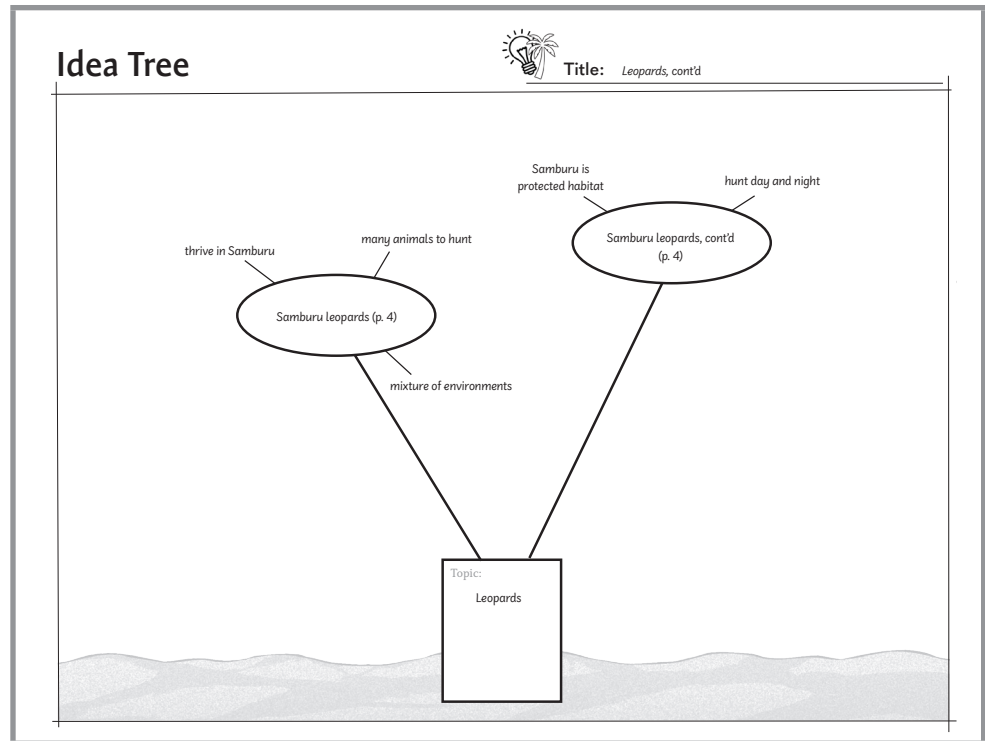 Idea Tree
Title: Leopards, cont'd
Samburu is
protected habitat
hunt day and night
Samburu leopards, cont'd
(p. 4)
thrive in Samburu
many animals to hunt
Samburu leopards (p. 4)
mixture of environments
Topic:
Leopards